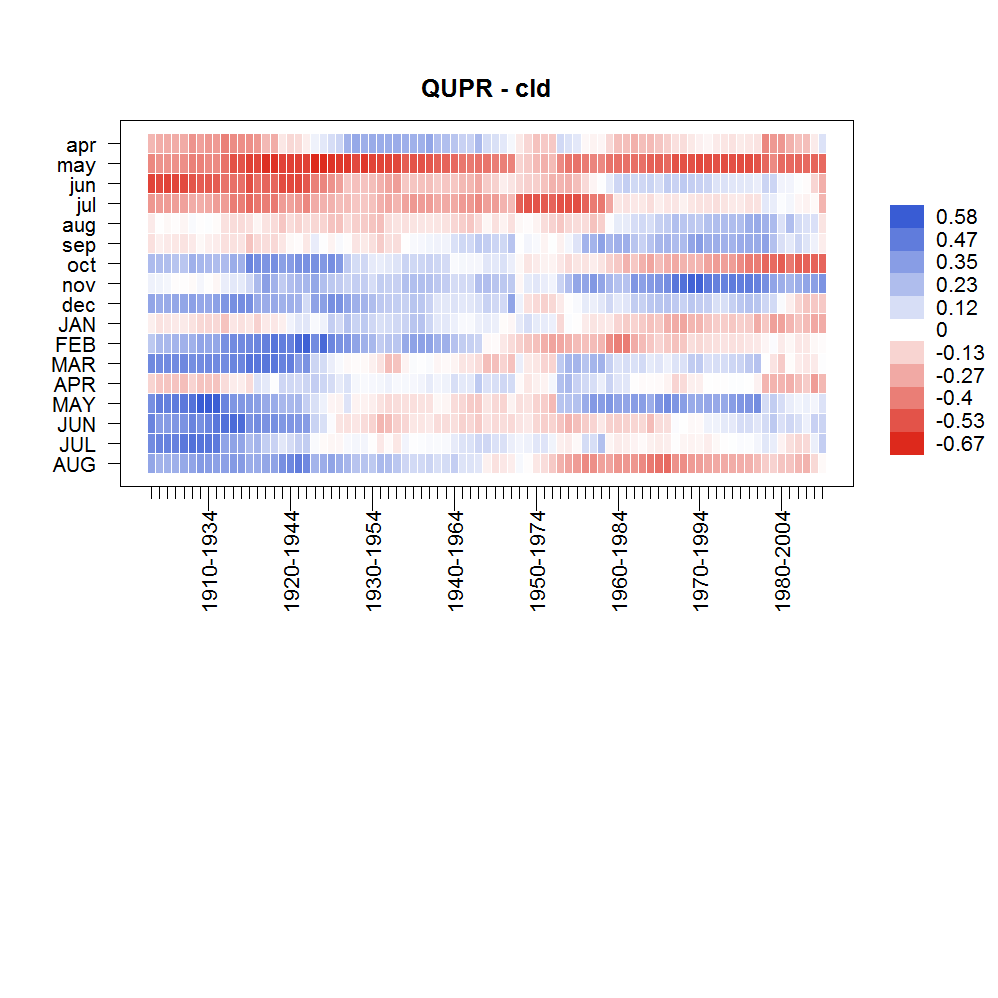 QUPR - cld
apr
may
jun
jul
aug
sep
oct
nov
dec
JAN
FEB
MAR
APR
MAY
JUN
JUL
AUG
0.58
0.47
0.35
0.23
0.12
0
-0.13
-0.27
-0.4
-0.53
-0.67
1910-1934
1920-1944
1930-1954
1940-1964
1950-1974
1960-1984
1970-1994
1980-2004